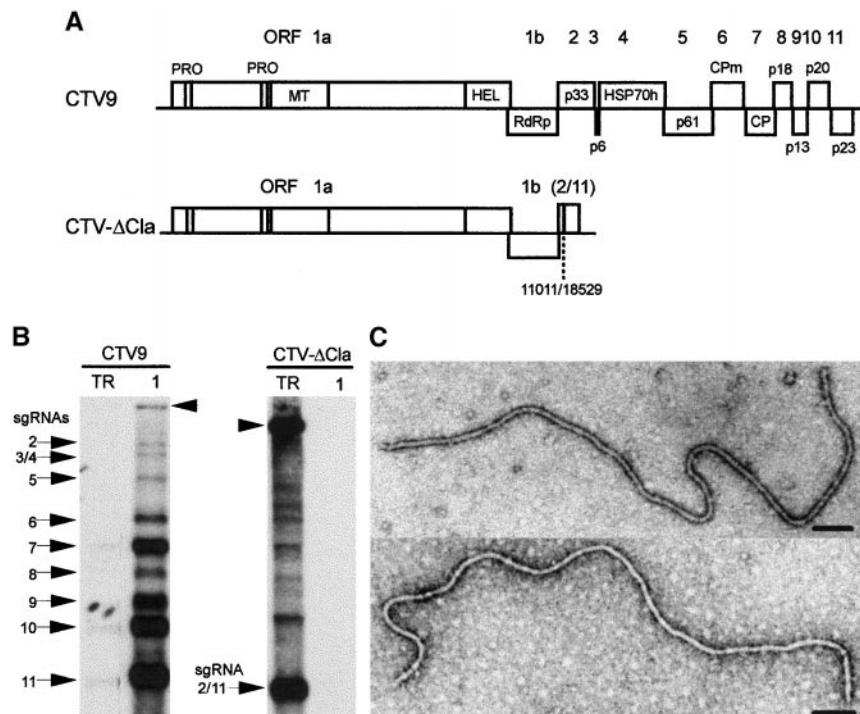 A
ORF 1a 1b 2 3 4 5 6 7 8 9 10 11
PRO PRO CPm p18 p20
CTV9 MT HEL p33 HSP70h
RdRp p6 p61 CP p13 p23
ORF 1a 1b (2/11)
CTV-ΔCla
11011/18529
B
CTV9
TR 1
sgRNAs
2
3/4
5
6
7
8
9
10
11
CTV-ΔCla
TR 1
sgRNA
2/11
C